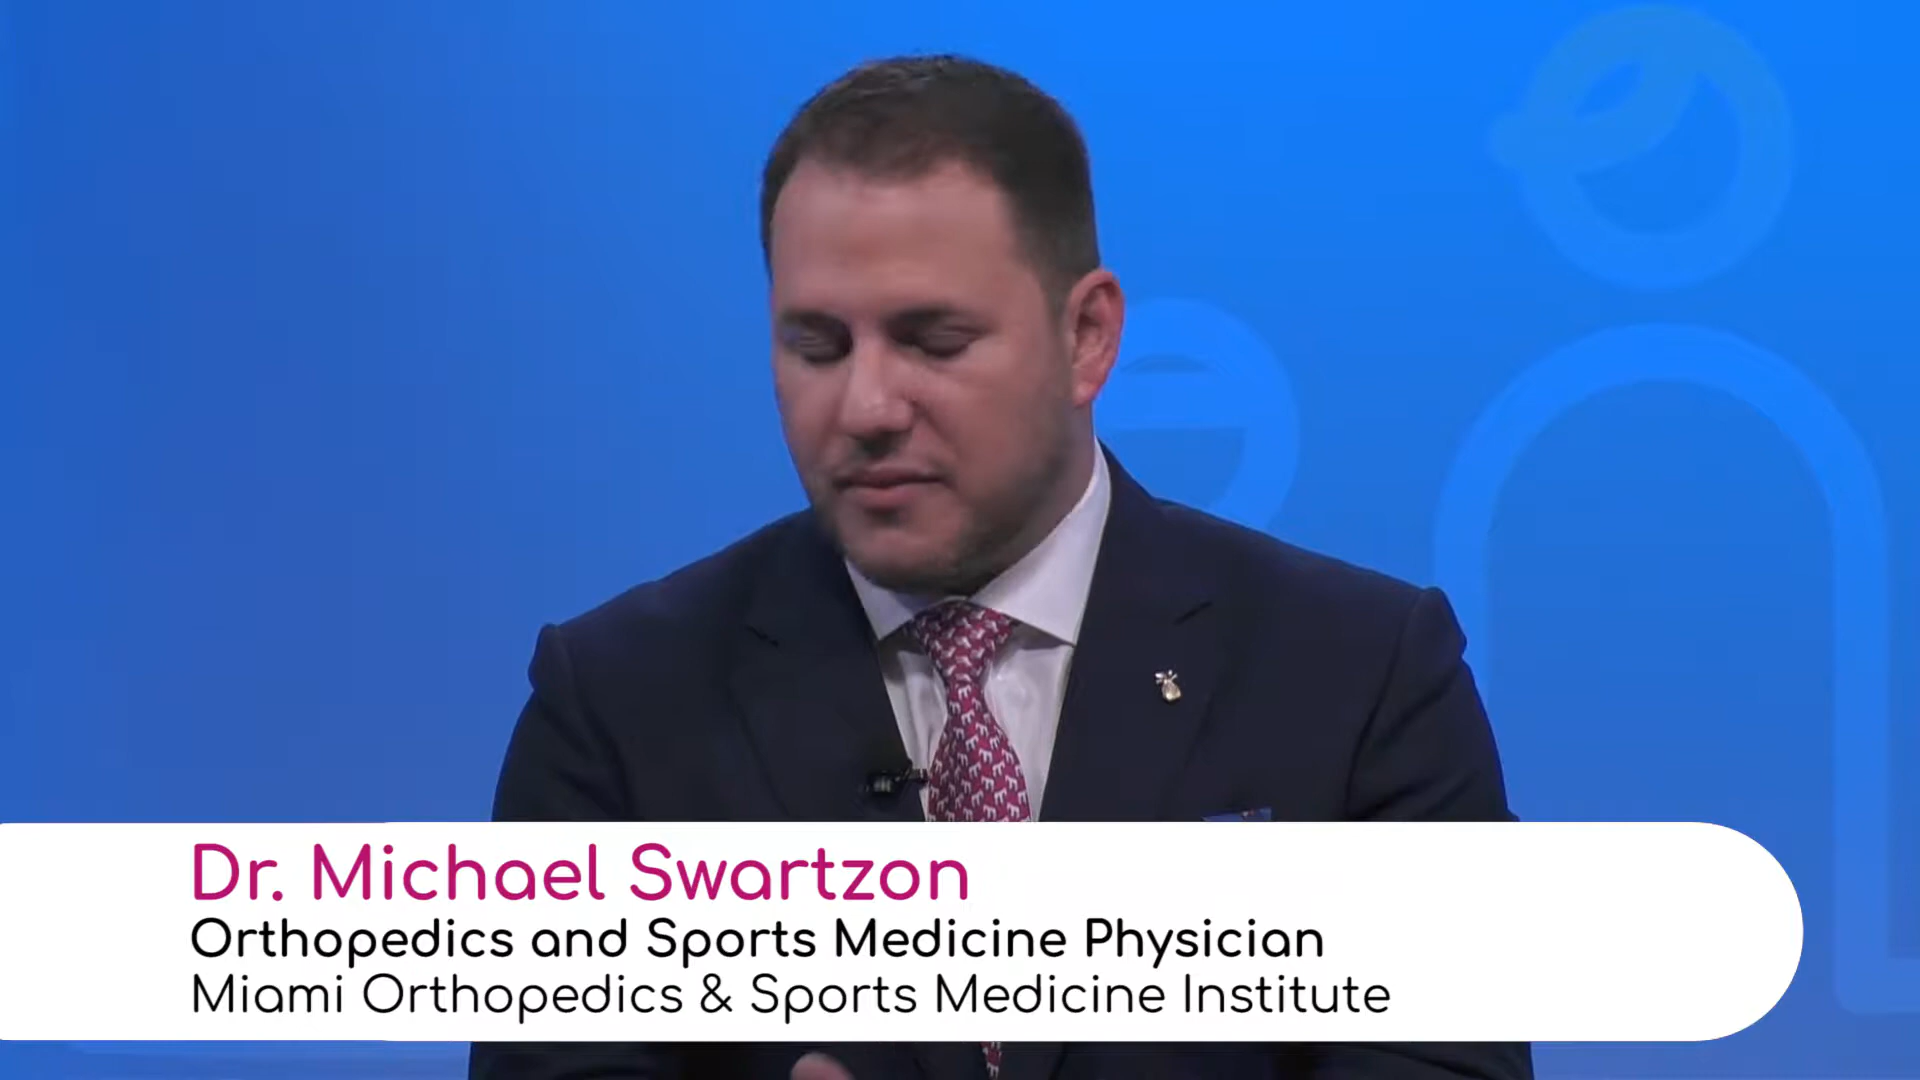 Dr. Michael Swartzon
Orthopedics and Sports Medicine Physician
Miami Orthopedics & Sports Medicine Institute